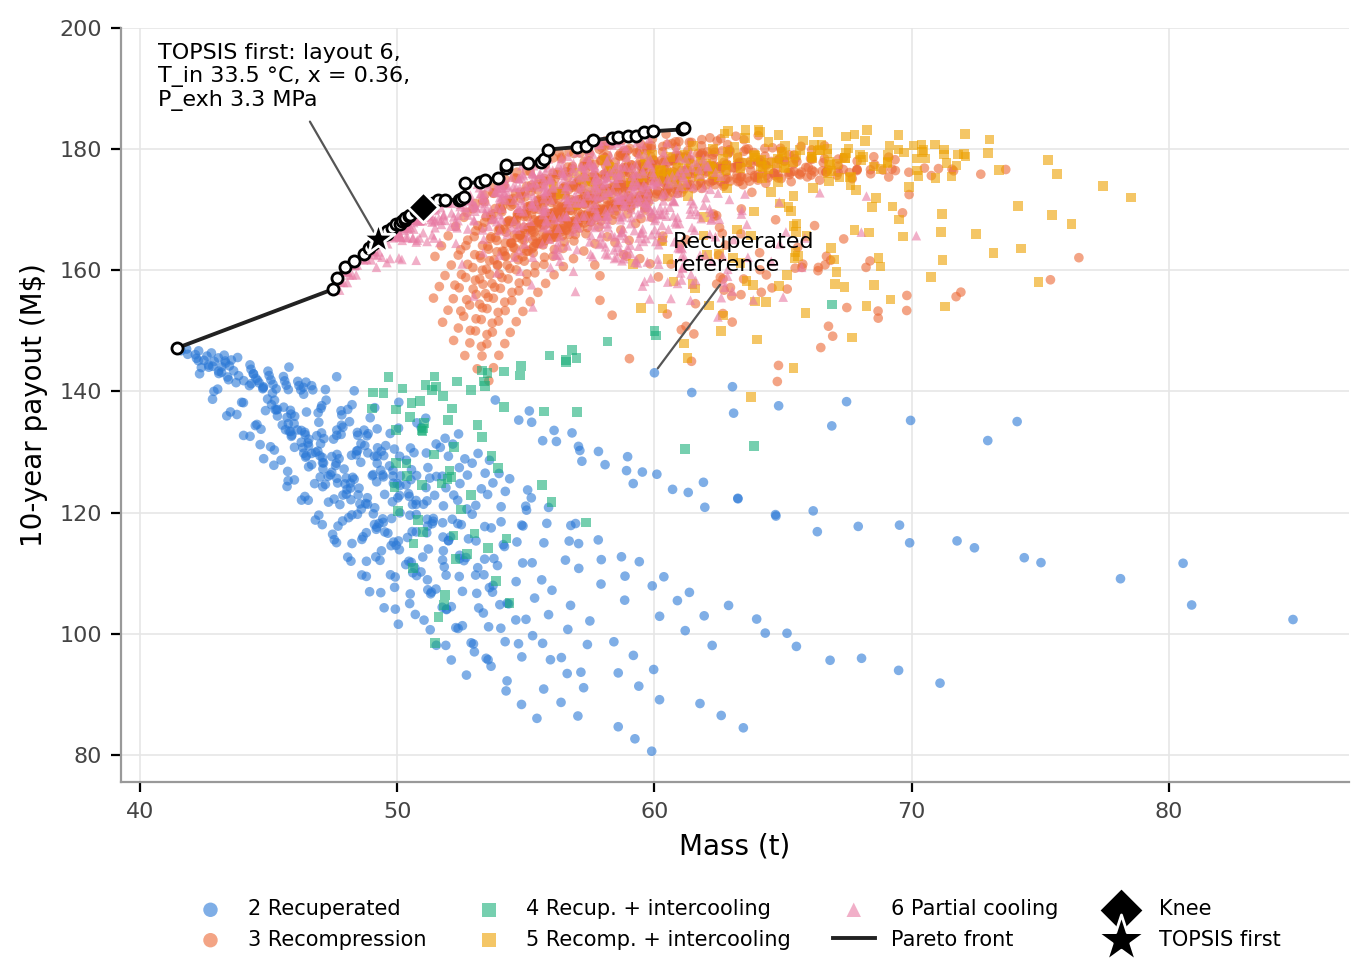 TOPSIS first: layout 6,
T_in 33.5 °C, x = 0.36,
P_exh 3.3 MPa
Recuperated
reference
200
180
160
140
120
100
80
10-year payout (M$)
40 50 60 70 80
Mass (t)
2 Recuperated
3 Recompression
4 Recup. + intercooling
5 Recomp. + intercooling
6 Partial cooling
Pareto front
Knee
TOPSIS first